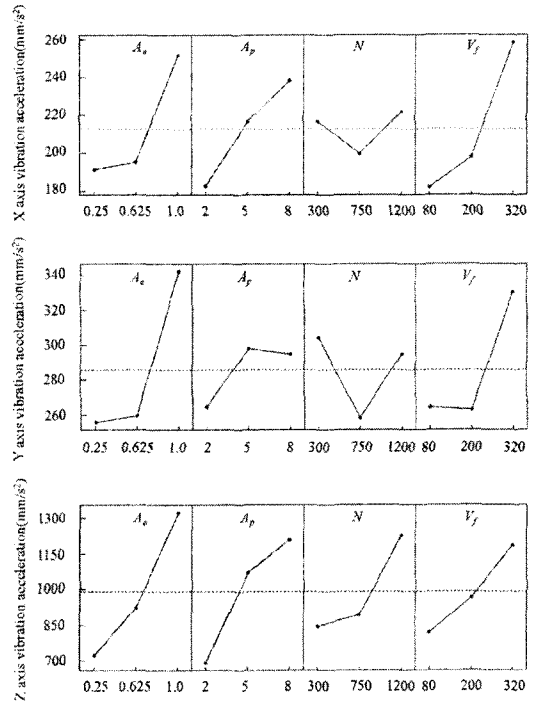 X axis vibration acceleration(mm/s²)
260
240
220
200
180
Aₑ Aₚ N V_f
0.25 0.625 1.0 2 5 8 300 750 1200 80 200 320
Y axis vibration acceleration(mm/s²)
340
320
300
280
260
Aₑ Aₚ N V_f
0.25 0.625 1.0 2 5 8 300 750 1200 80 200 320
Z axis vibration acceleration(mm/s²)
1300
1150
1000
850
700
Aₑ Aₚ N V_f
0.25 0.625 1.0 2 5 8 300 750 1200 80 200 320